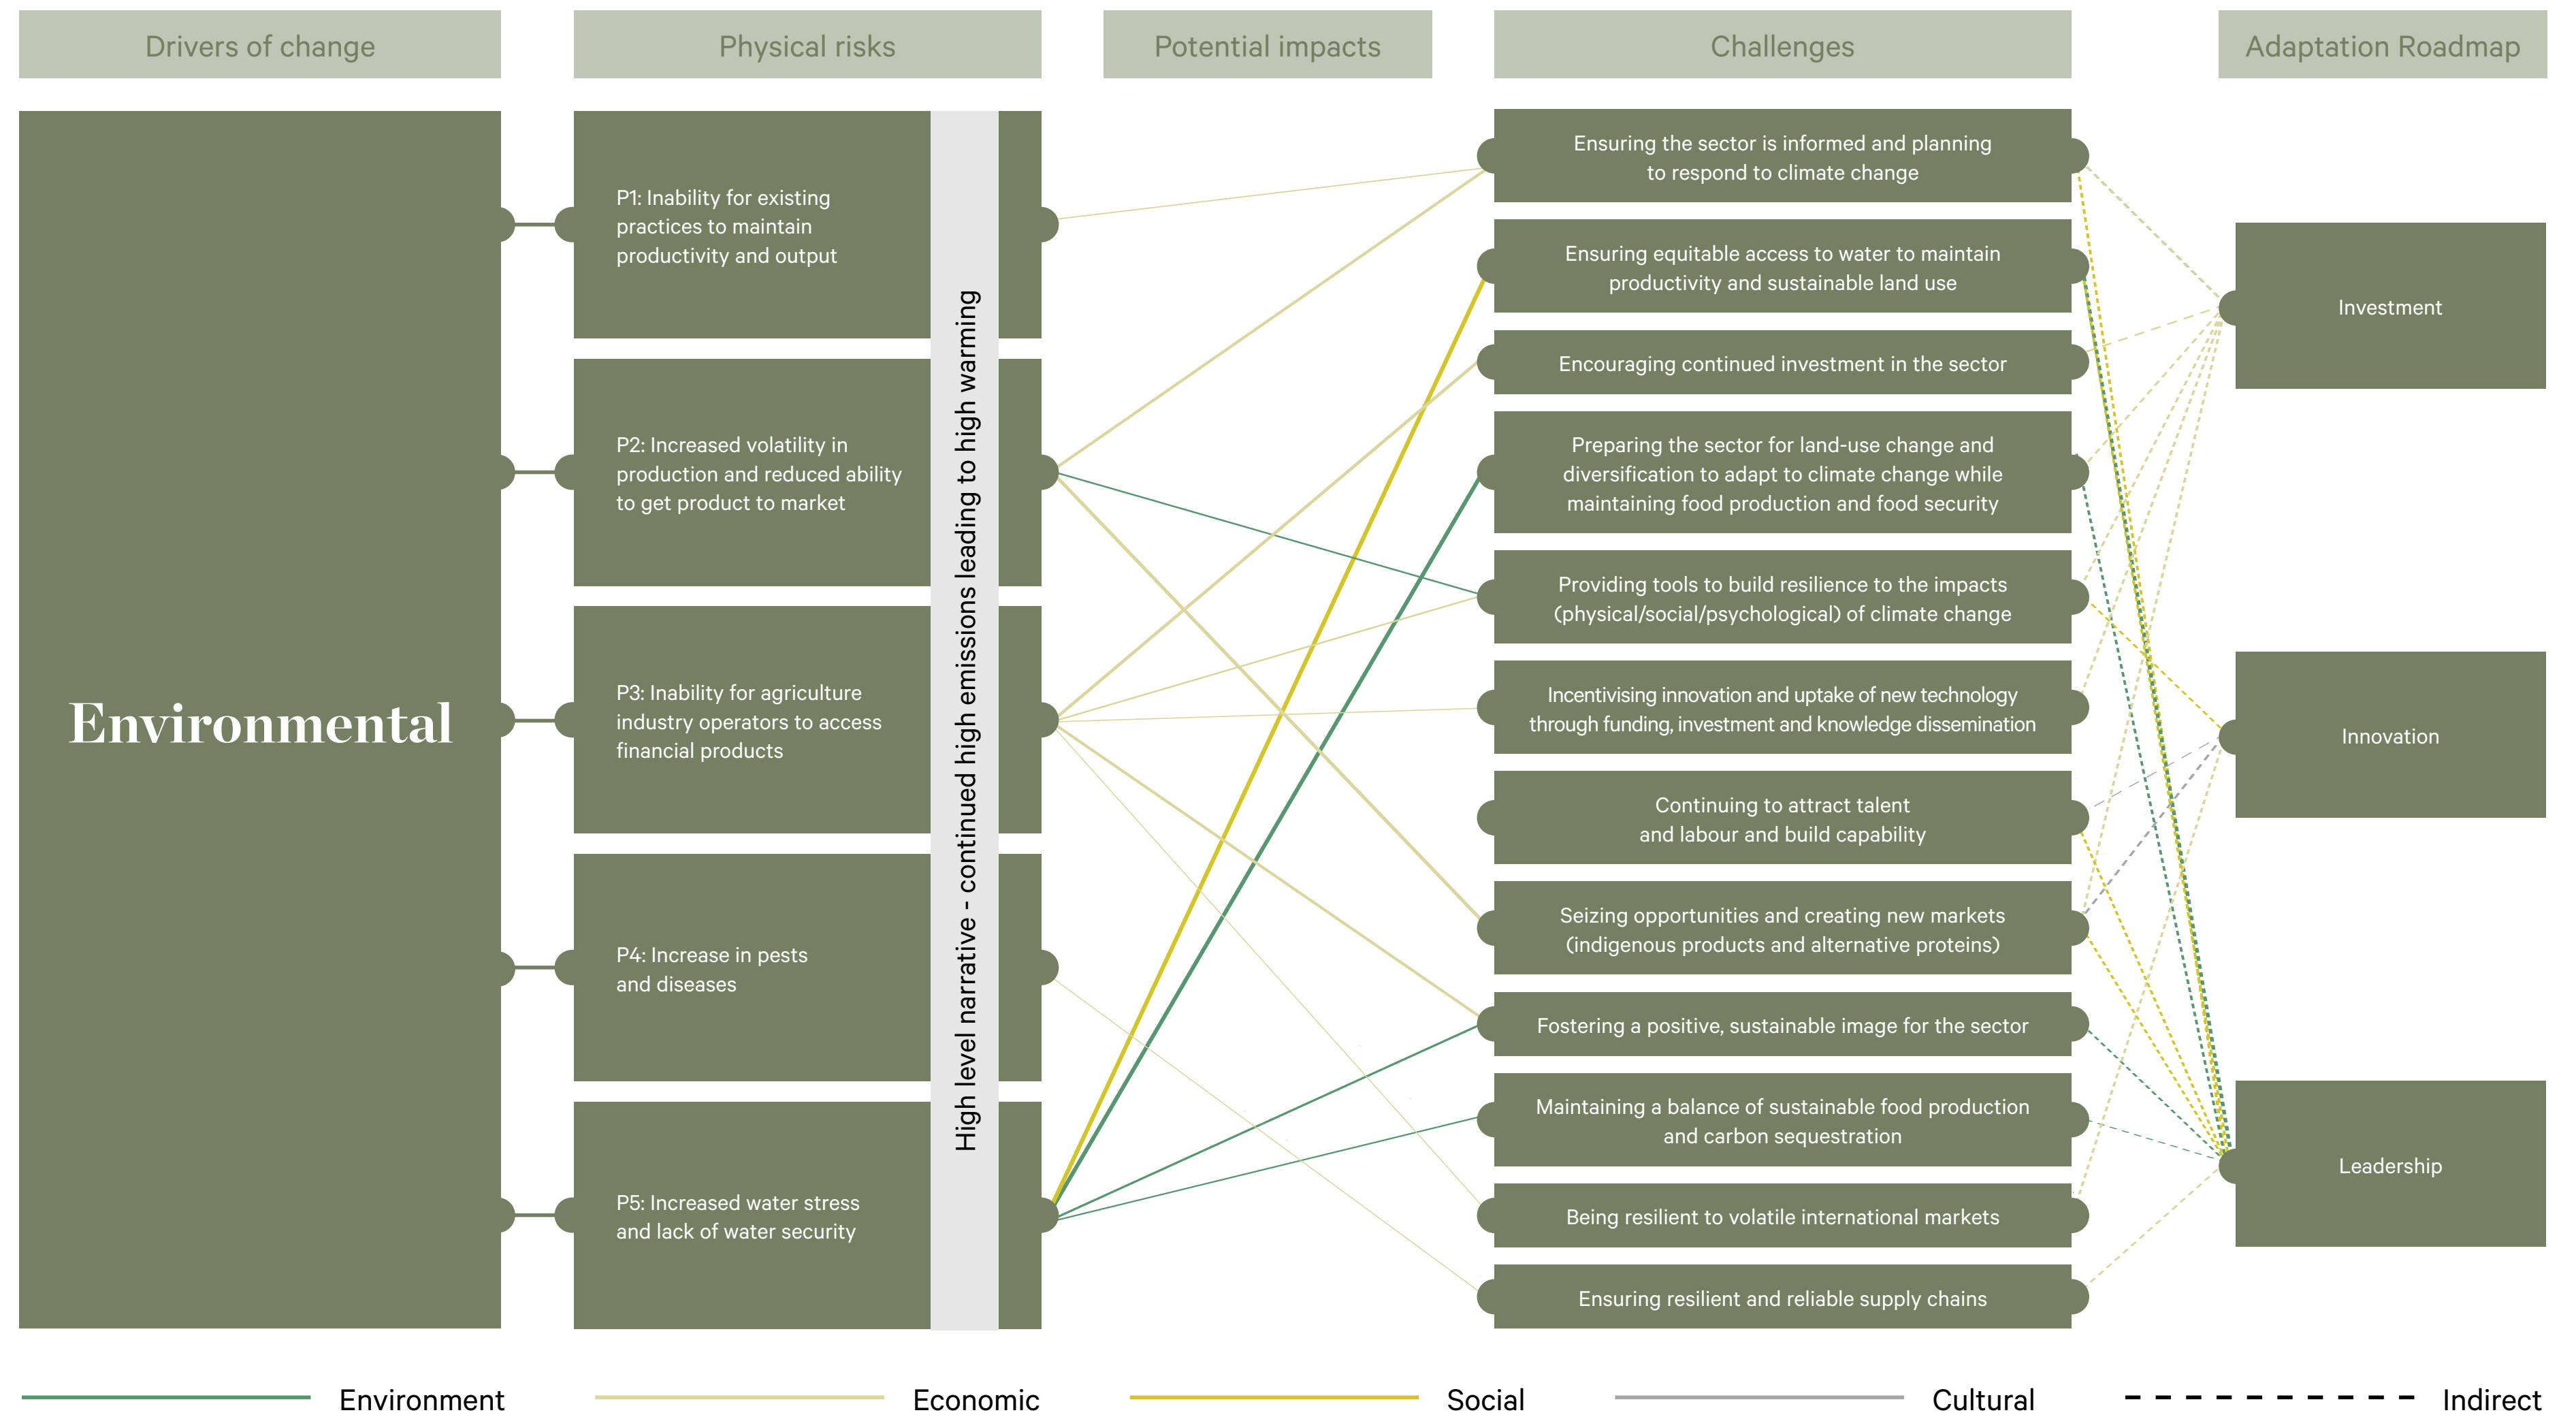 Drivers of change
Physical risks
Potential impacts
Challenges
Adaptation Roadmap
Environmental
P1: Inability for existing
practices to maintain
productivity and output
P2: Increased volatility in
production and reduced ability
to get product to market
P3: Inability for agriculture
industry operators to access
financial products
P4: Increase in pests
and diseases
P5: Increased water stress
and lack of water security
High level narrative - continued high emissions leading to high warming
Ensuring the sector is informed and planning
to respond to climate change
Ensuring equitable access to water to maintain
productivity and sustainable land use
Encouraging continued investment in the sector
Preparing the sector for land-use change and
diversification to adapt to climate change while
maintaining food production and food security
Providing tools to build resilience to the impacts
(physical/social/psychological) of climate change
Incentivising innovation and uptake of new technology
through funding, investment and knowledge dissemination
Continuing to attract talent
and labour and build capability
Seizing opportunities and creating new markets
(indigenous products and alternative proteins)
Fostering a positive, sustainable image for the sector
Maintaining a balance of sustainable food production
and carbon sequestration
Being resilient to volatile international markets
Ensuring resilient and reliable supply chains
Investment
Innovation
Leadership
Environment
Economic
Social
Cultural
Indirect